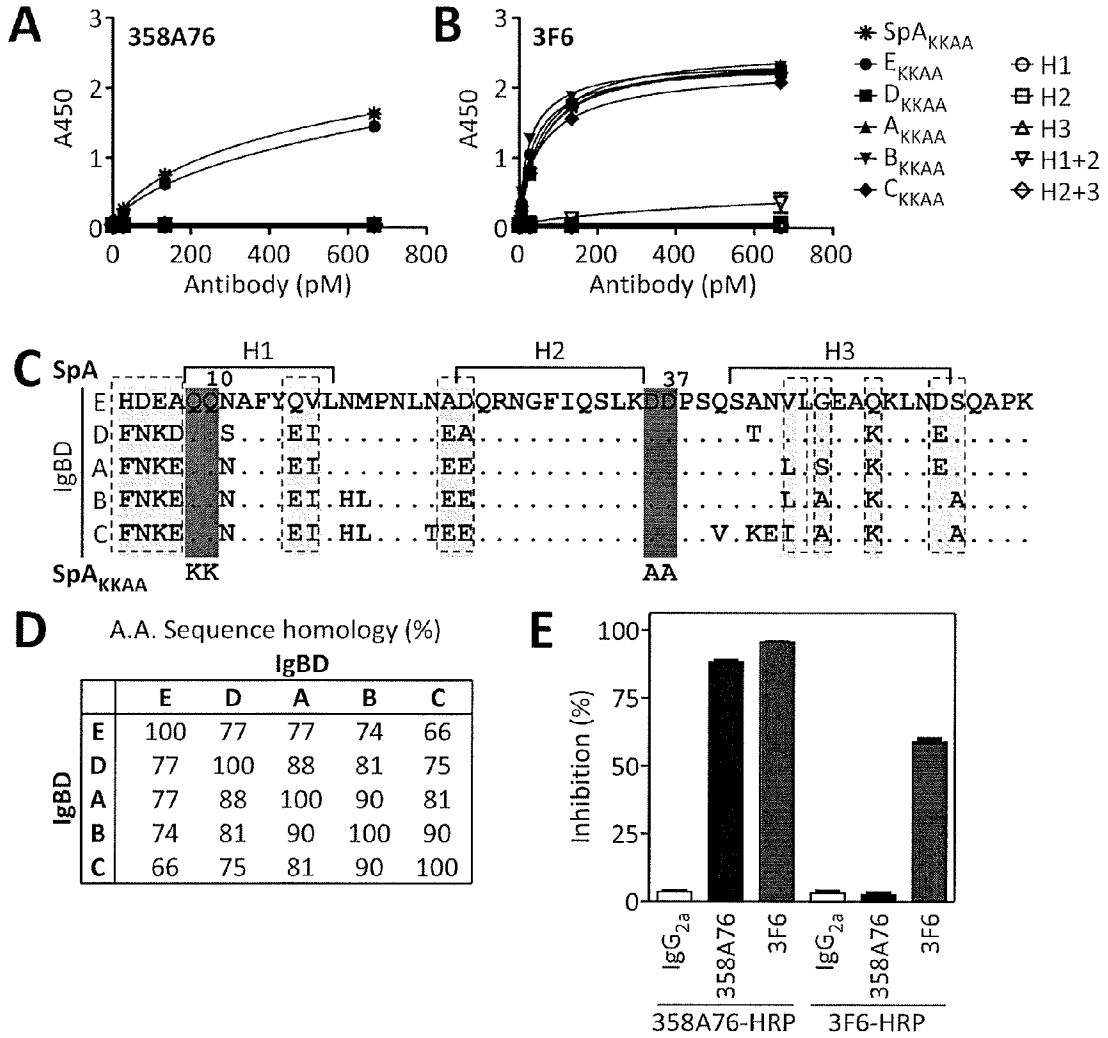 A
358A76
3
2
1
0
A450
0 200 400 600 800
Antibody (pM)
B
3F6
3
2
1
0
A450
0 200 400 600 800
Antibody (pM)
SpAKKAA
EKKAA
DKKAA
AKKAA
BKKAA
CKKAA
H1
H2
H3
H1+2
H2+3
C
H1 H2 H3
SpA 10 37
IgBD
E HDEAQQNAFYQVLNMPNLNADQRNGFIQSLKDDPSQSANVLGEAQKLNDSQAPK
D FNKD..S...EI.......EA................T......K...E.....
A FNKE..N...EI.......EE..................L.S..K...E.....
B FNKE..N...EI.HL....EE..................L.A..K....A....
C FNKE..N...EI.HL...TEE..............V.KEI.A..K....A....
SpAKKAA KK AA
D
A.A. Sequence homology (%)
IgBD
E D A B C
IgBD
E 100 77 77 74 66
D 77 100 88 81 75
A 77 88 100 90 81
B 74 81 90 100 90
C 66 75 81 90 100
E
100
75
50
25
0
Inhibition (%)
IgG2a 358A76 3F6 IgG2a 358A76 3F6
358A76-HRP 3F6-HRP